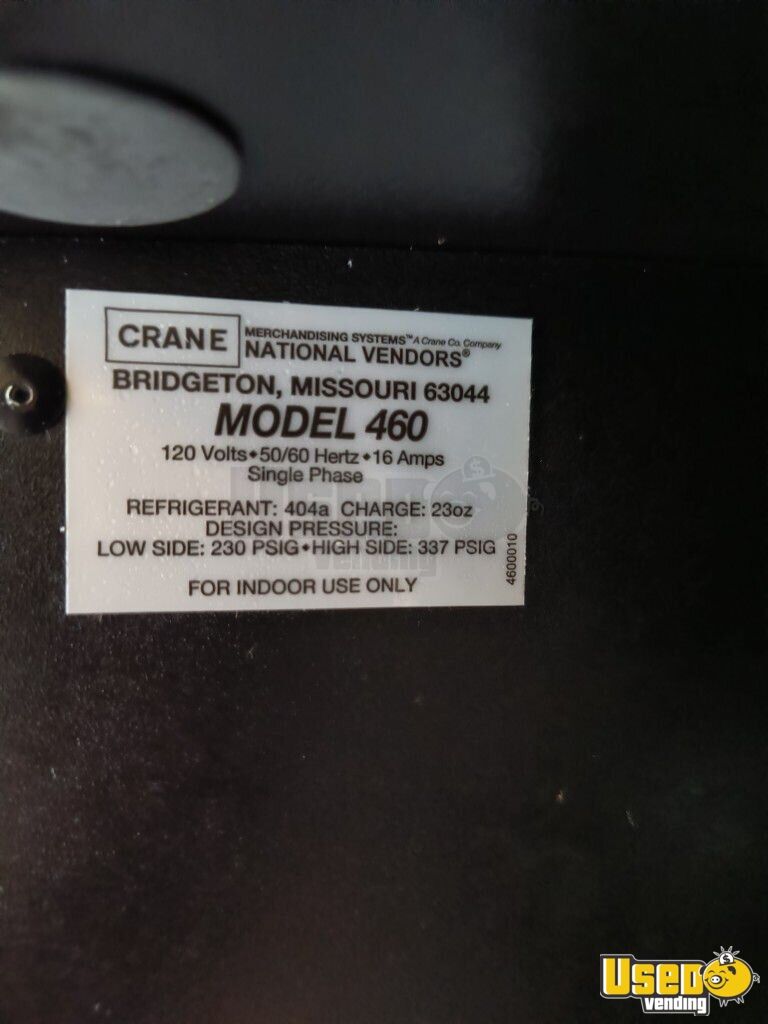 CRANE
MERCHANDISING SYSTEMS™ A Crane Co. Company
NATIONAL VENDORS®
BRIDGETON, MISSOURI 63044
MODEL 460
120 Volts•50/60 Hertz•16 Amps
Single Phase
REFRIGERANT: 404a CHARGE: 23oz
DESIGN PRESSURE:
LOW SIDE: 230 PSIG•HIGH SIDE: 337 PSIG
FOR INDOOR USE ONLY
4600010
USED
vending
USED
vending